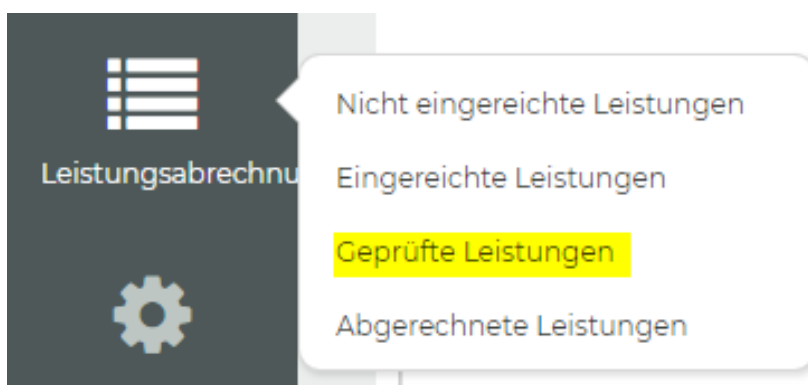 Leistungsabrechnu
Nicht eingereichte Leistungen
Eingereichte Leistungen
Geprüfte Leistungen
Abgerechnete Leistungen